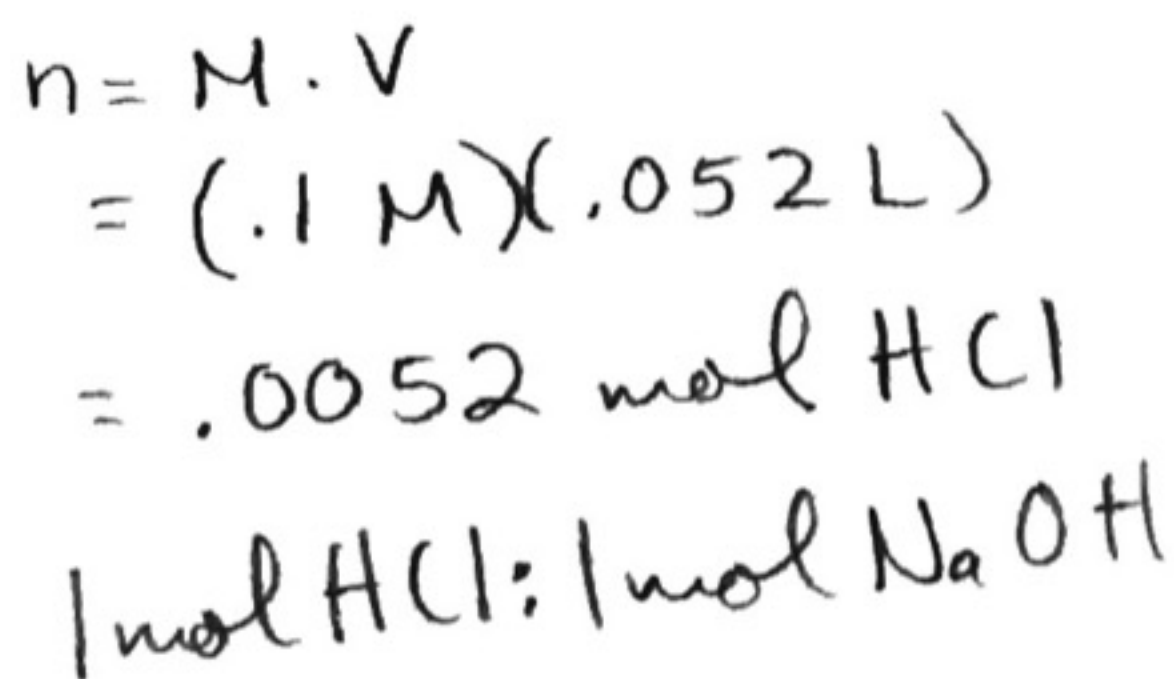 n = M . V
= (.1 M)(.052 L)
= .0052 mol HCl
1 mol HCl : 1 mol NaOH